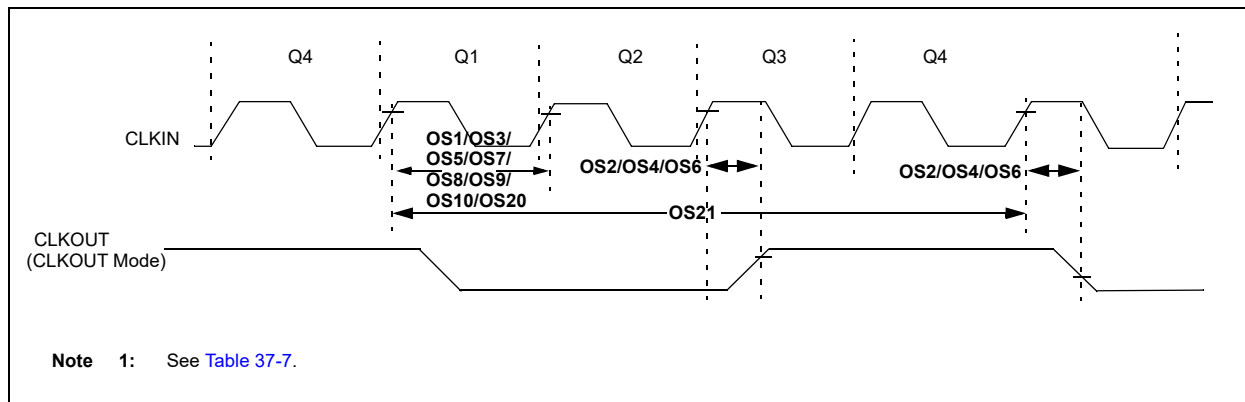 Q4 Q1 Q2 Q3 Q4
CLKIN
OS1/OS3/
OS5/OS7/
OS8/OS9/
OS10/OS20
OS2/OS4/OS6
OS2/OS4/OS6
OS21
CLKOUT
(CLKOUT Mode)
Note 1: See Table 37-7.